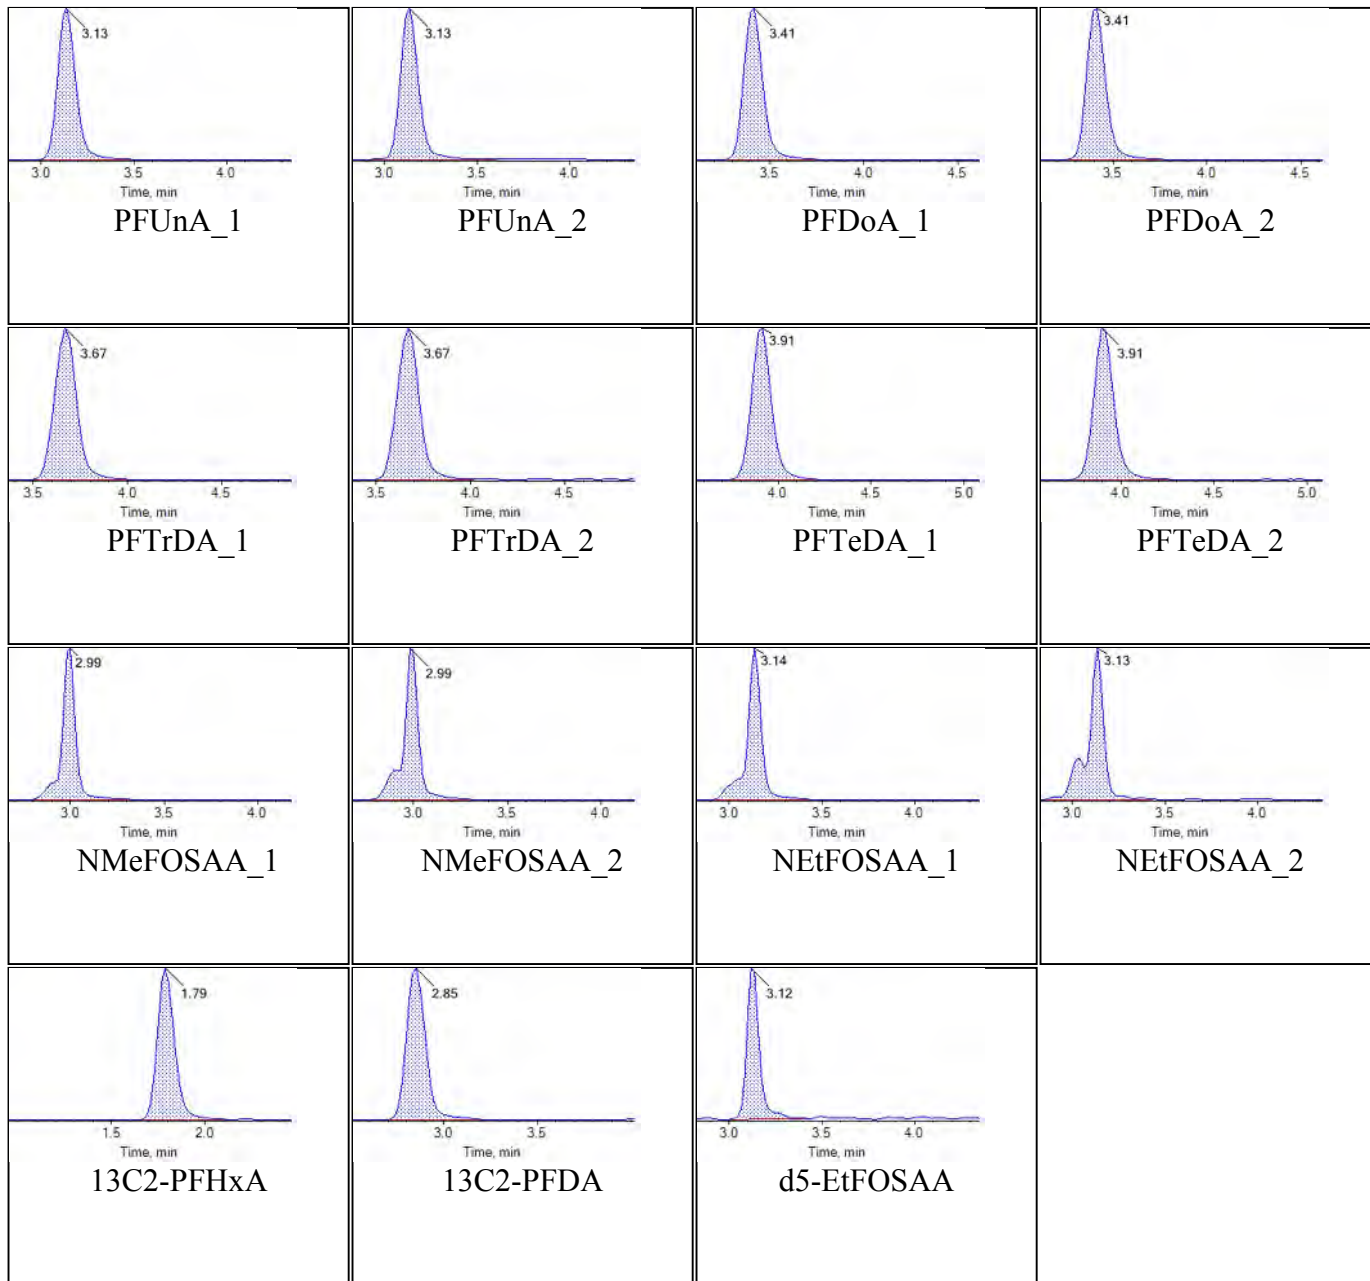 3.13
3.0 3.5 4.0
Time, min
PFUnA_1
3.13
3.0 3.5 4.0
Time, min
PFUnA_2
3.41
3.5 4.0 4.5
Time, min
PFDoA_1
3.41
3.5 4.0 4.5
Time, min
PFDoA_2
3.67
3.5 4.0 4.5
Time, min
PFTrDA_1
3.67
3.5 4.0 4.5
Time, min
PFTrDA_2
3.91
4.0 4.5 5.0
Time, min
PFTeDA_1
3.91
4.0 4.5 5.0
Time, min
PFTeDA_2
2.99
3.0 3.5 4.0
Time, min
NMeFOSAA_1
2.99
3.0 3.5 4.0
Time, min
NMeFOSAA_2
3.14
3.0 3.5 4.0
Time, min
NEtFOSAA_1
3.13
3.0 3.5 4.0
Time, min
NEtFOSAA_2
1.79
1.5 2.0
Time, min
13C2-PFHxA
2.85
3.0 3.5
Time, min
13C2-PFDA
3.12
3.0 3.5 4.0
Time, min
d5-EtFOSAA